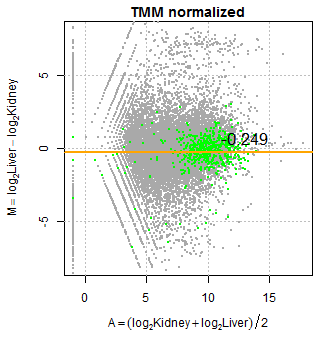 TMM normalized
M = log2Liver − log2Kidney
5
0
-5
-0.249
0 5 10 15
A = (log2Kidney + log2Liver)/2